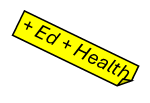 + Ed + Health